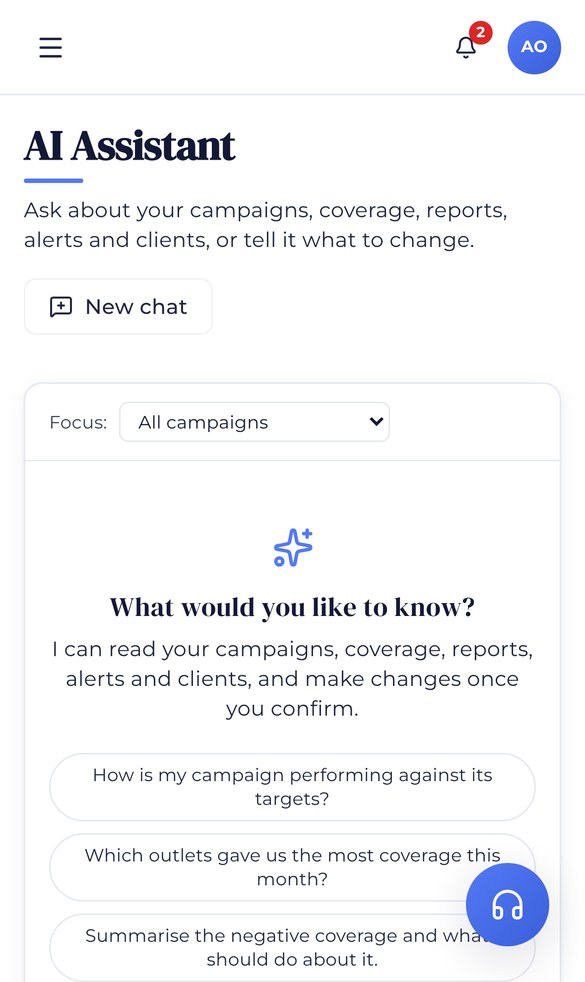 2
AO
AI Assistant
Ask about your campaigns, coverage, reports,
alerts and clients, or tell it what to change.
New chat
Focus:
All campaigns
What would you like to know?
I can read your campaigns, coverage, reports,
alerts and clients, and make changes once
you confirm.
How is my campaign performing against its
targets?
Which outlets gave us the most coverage this
month?
Summarise the negative coverage and
should do about it.